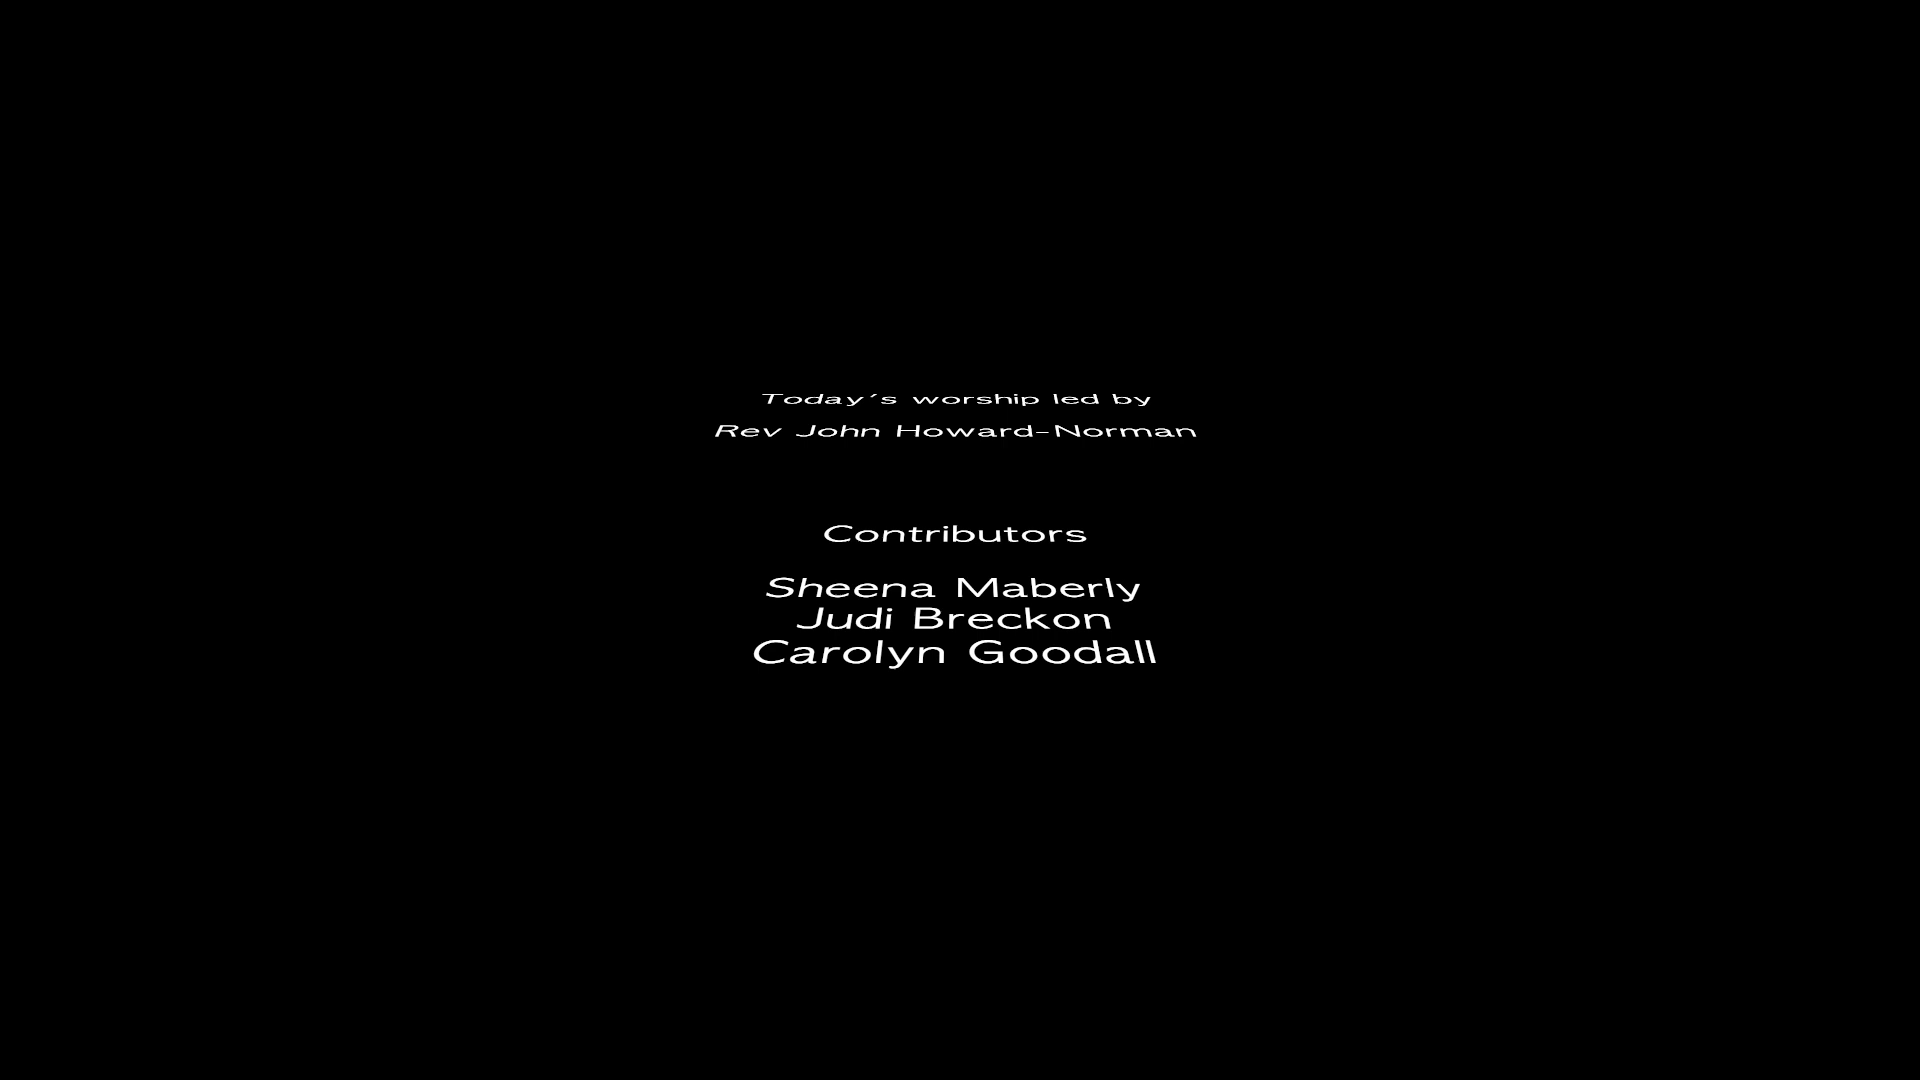 Today's worship led by
Rev John Howard-Norman
Contributors
Sheena Maberly
Judi Breckon
Carolyn Goodall